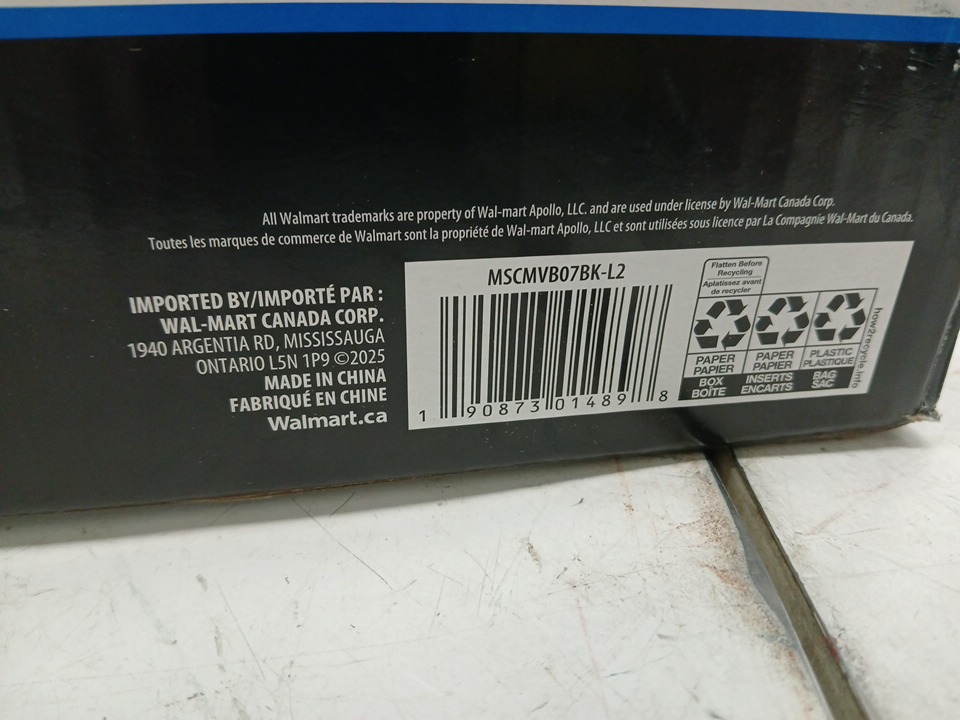 All Walmart trademarks are property of Wal-mart Apollo, LLC. and are used under license by Wal-Mart Canada Corp.
Toutes les marques de commerce de Walmart sont la propriété de Wal-mart Apollo, LLC et sont utilisées sous licence par La Compagnie Wal-Mart du Canada.
IMPORTED BY/IMPORTÉ PAR :
WAL-MART CANADA CORP.
1940 ARGENTIA RD, MISSISSAUGA
ONTARIO L5N 1P9 ©2025
MADE IN CHINA
FABRIQUÉ EN CHINE
Walmart.ca
MSCMVB07BK-L2
1 90873 01489 8
Flatten Before
Recycling
Aplatissez avant
de recycler
PAPER
PAPIER
BOX
BOÎTE
PAPER
PAPIER
INSERTS
ENCARTS
PLASTIC
PLASTIQUE
BAG
SAC
how2recycle.info